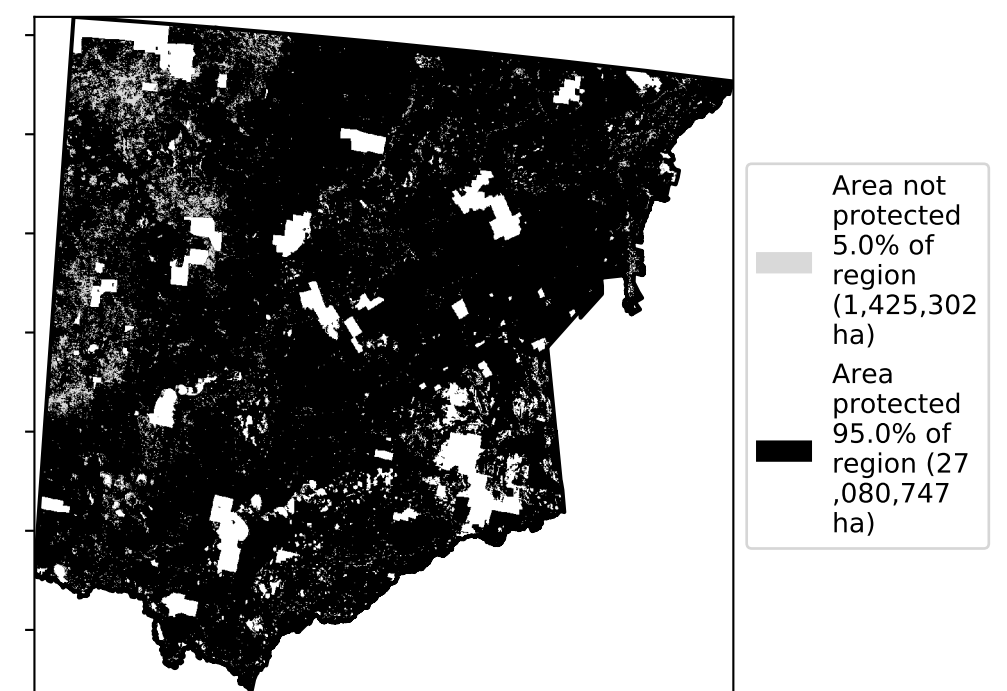 Area not
protected
5.0% of
region
(1,425,302
ha)
Area
protected
95.0% of
region (27
,080,747
ha)